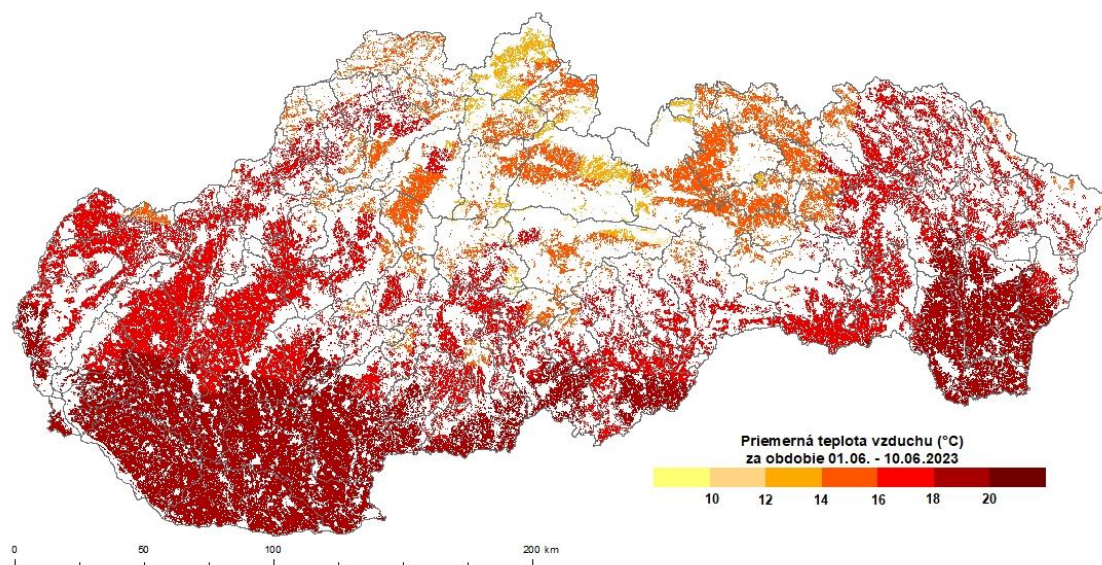 Priemerná teplota vzduchu (°C)
za obdobie 01.06. - 10.06.2023
10 12 14 16 18 20
0 50 100 200 km